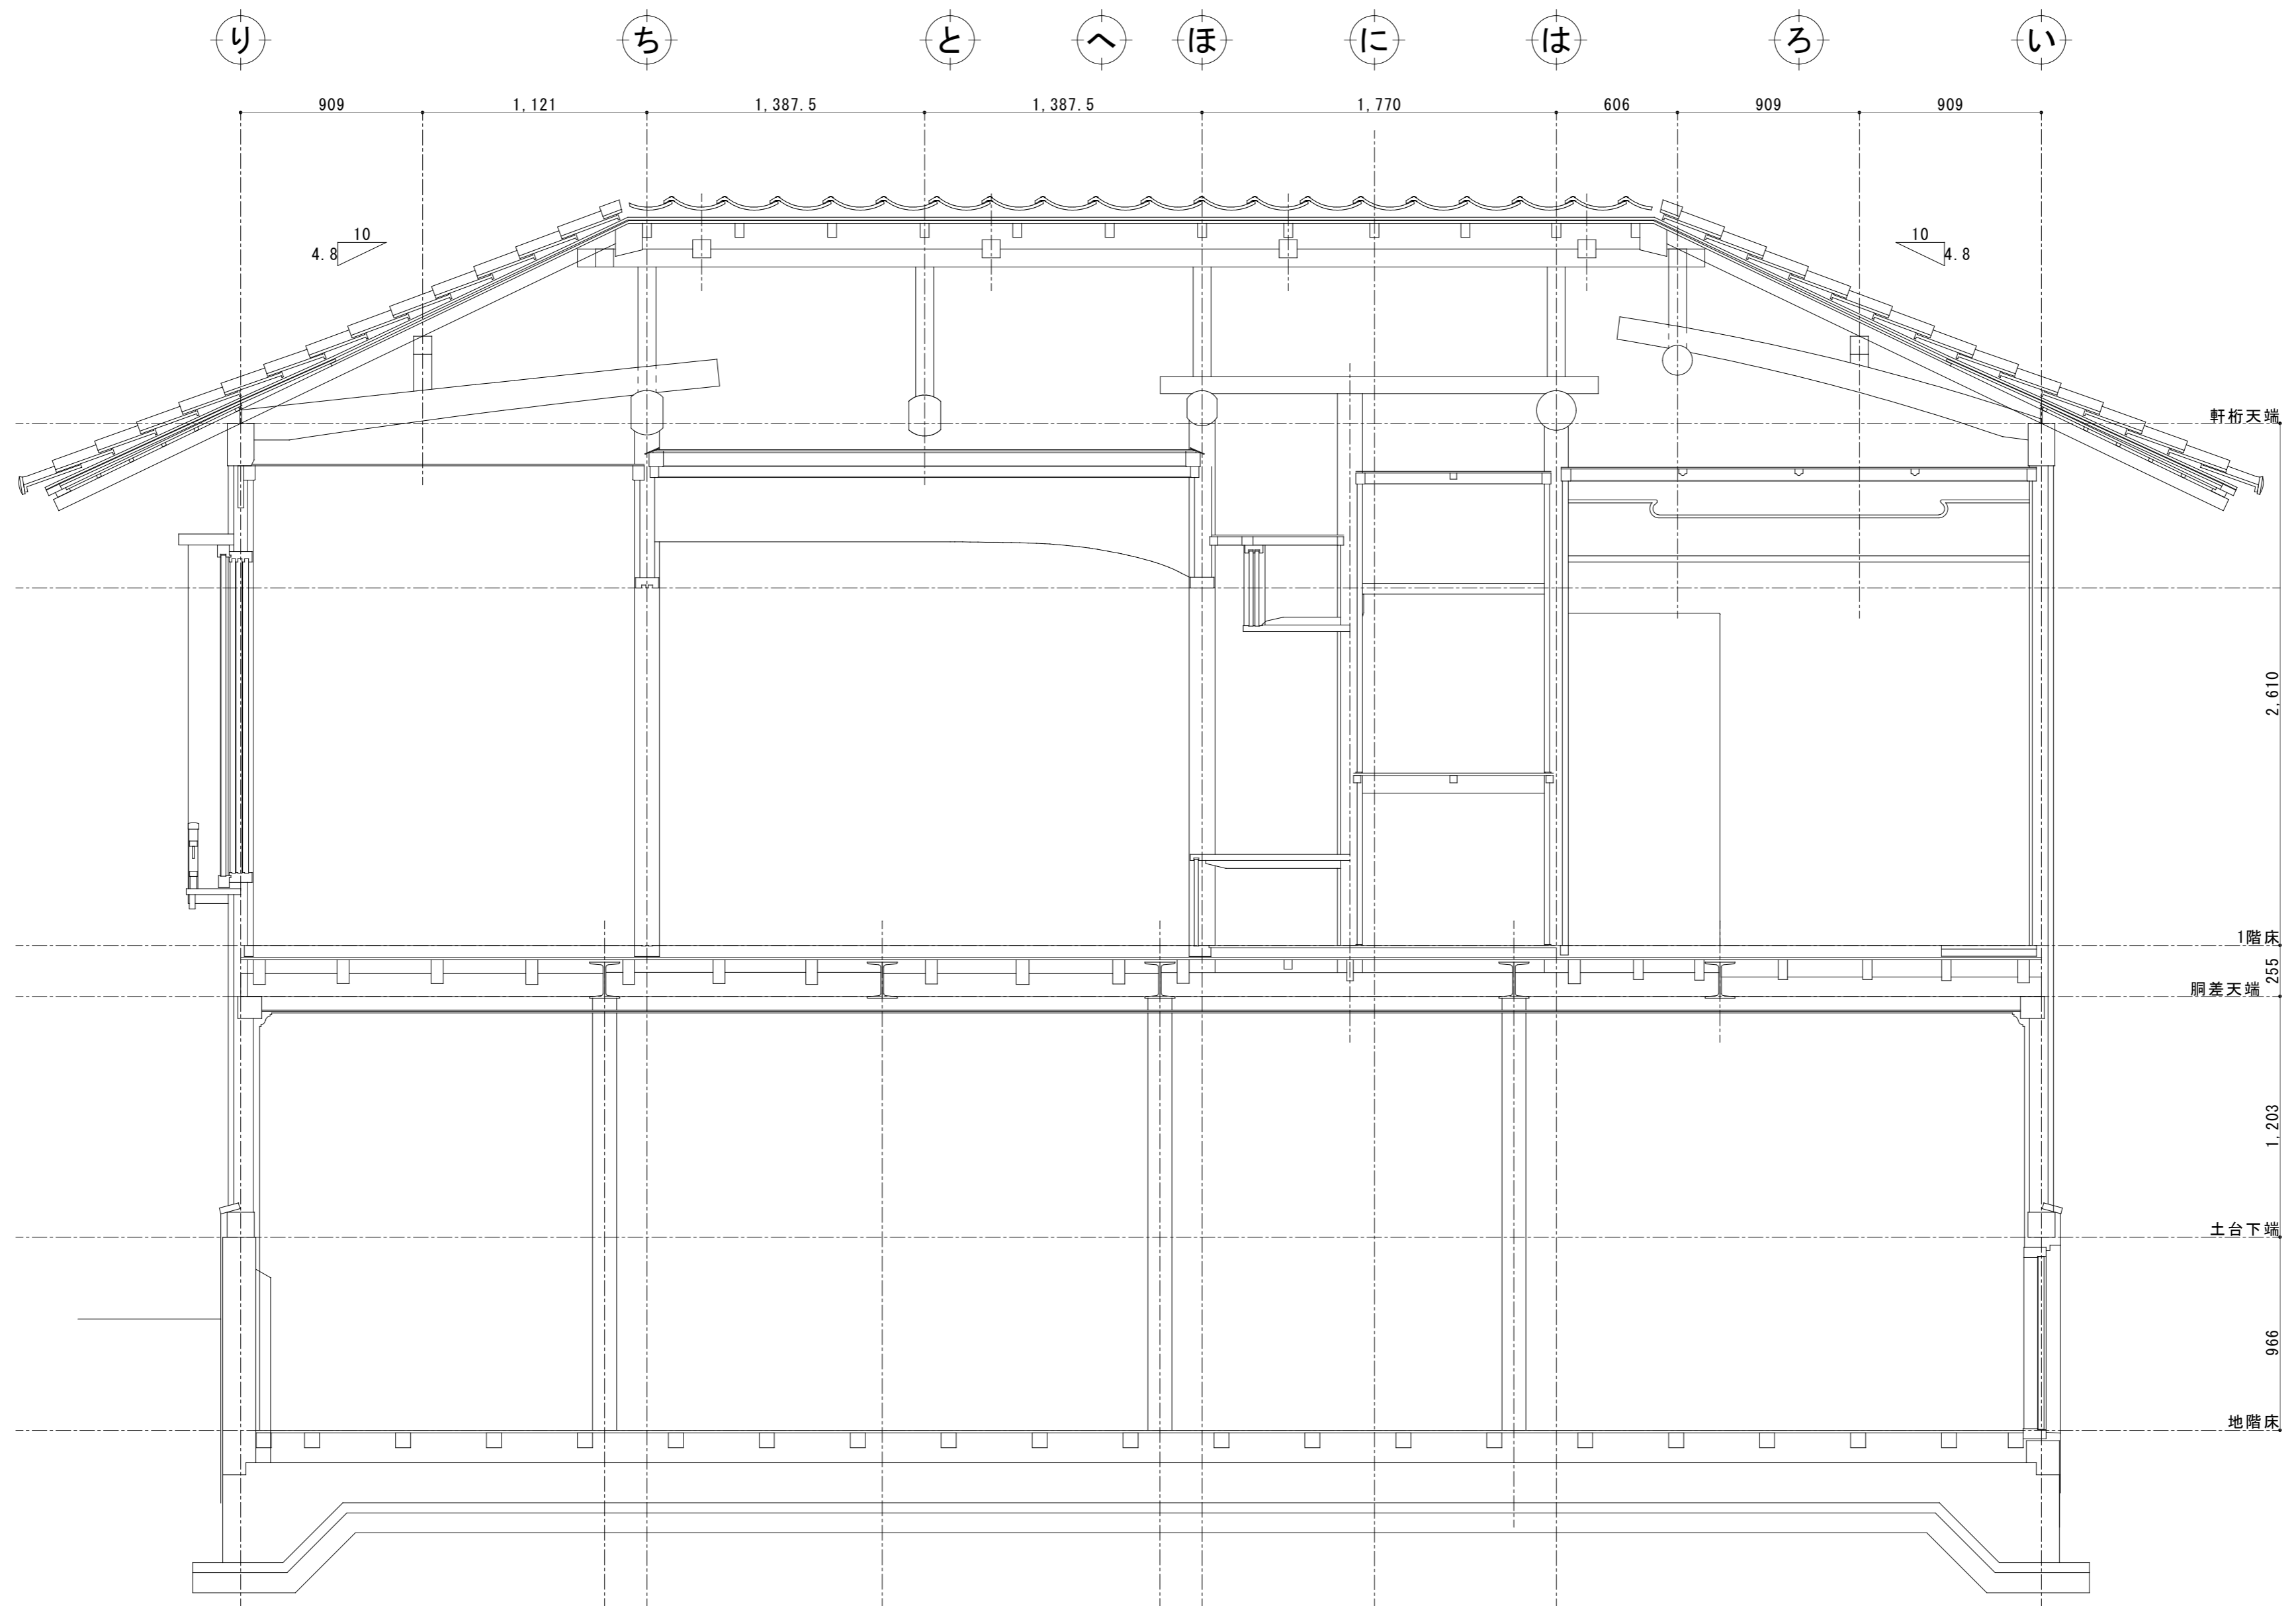 り ち と へ ほ に は ろ い
909 1,121 1,387.5 1,387.5 1,770 606 909 909
10 10
4.8 4.8
軒桁天端
2,610
1階床
255
胴差天端
1,203
土台下端
966
地階床